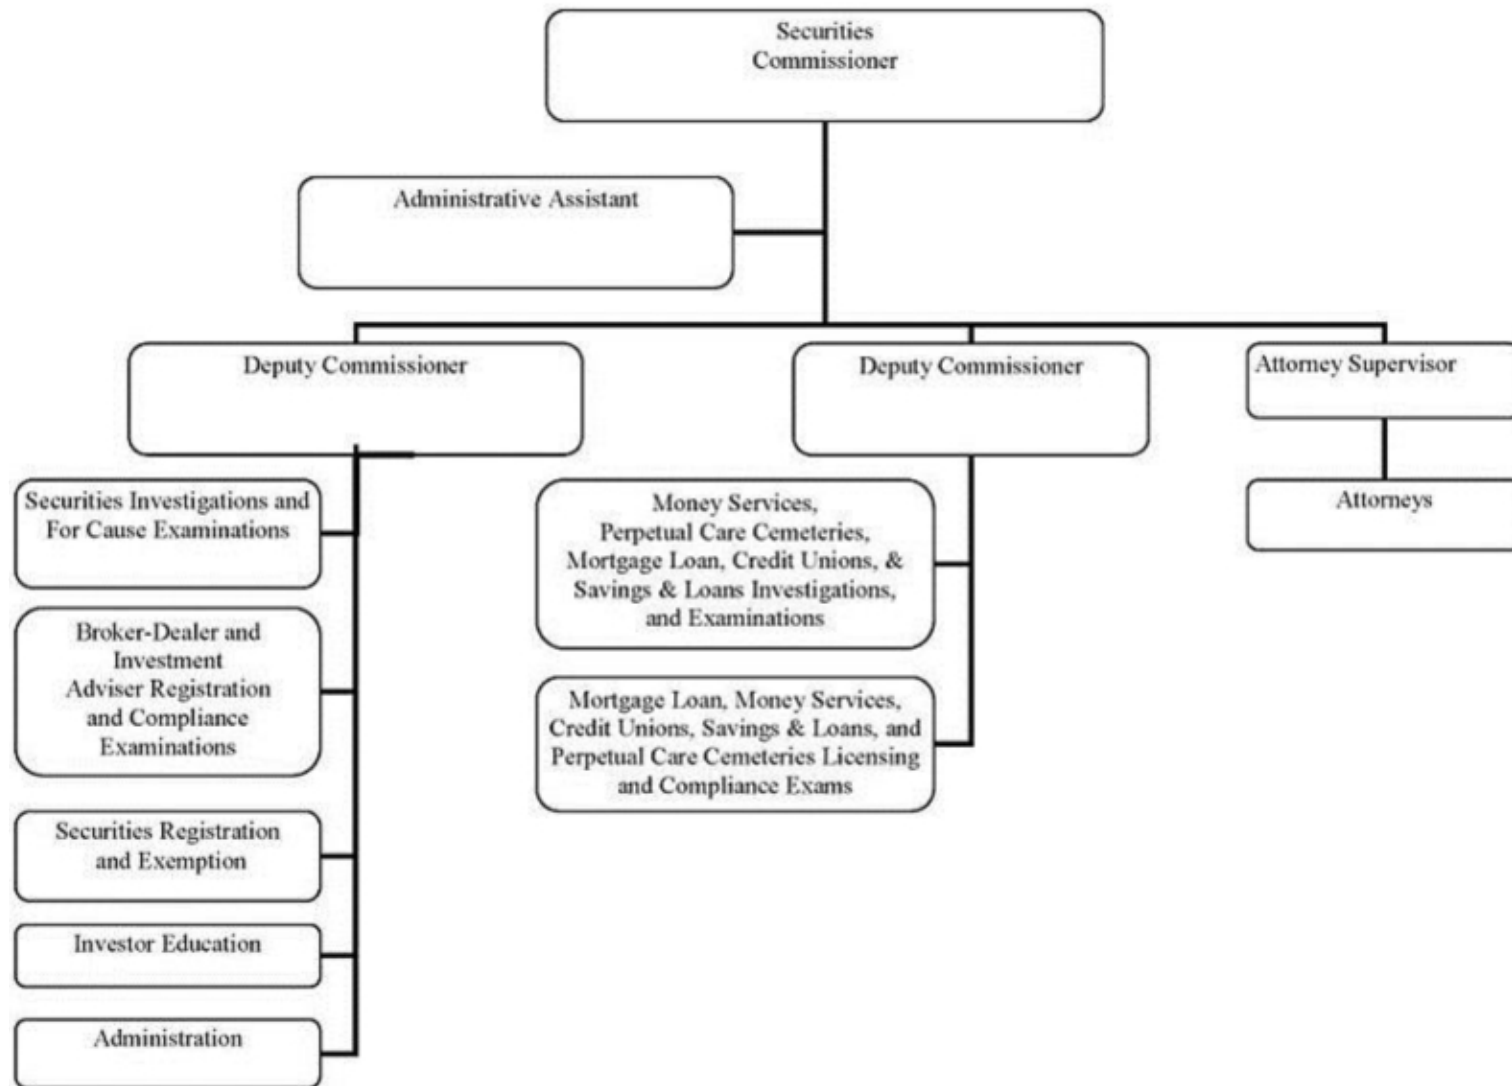 Securities
Commissioner
Administrative Assistant
Deputy Commissioner
Deputy Commissioner
Attorney Supervisor
Securities Investigations and
For Cause Examinations
Money Services,
Perpetual Care Cemeteries,
Mortgage Loan, Credit Unions, &
Savings & Loans Investigations,
and Examinations
Attorneys
Broker-Dealer and
Investment
Adviser Registration
and Compliance
Examinations
Mortgage Loan, Money Services,
Credit Unions, Savings & Loans, and
Perpetual Care Cemeteries Licensing
and Compliance Exams
Securities Registration
and Exemption
Investor Education
Administration